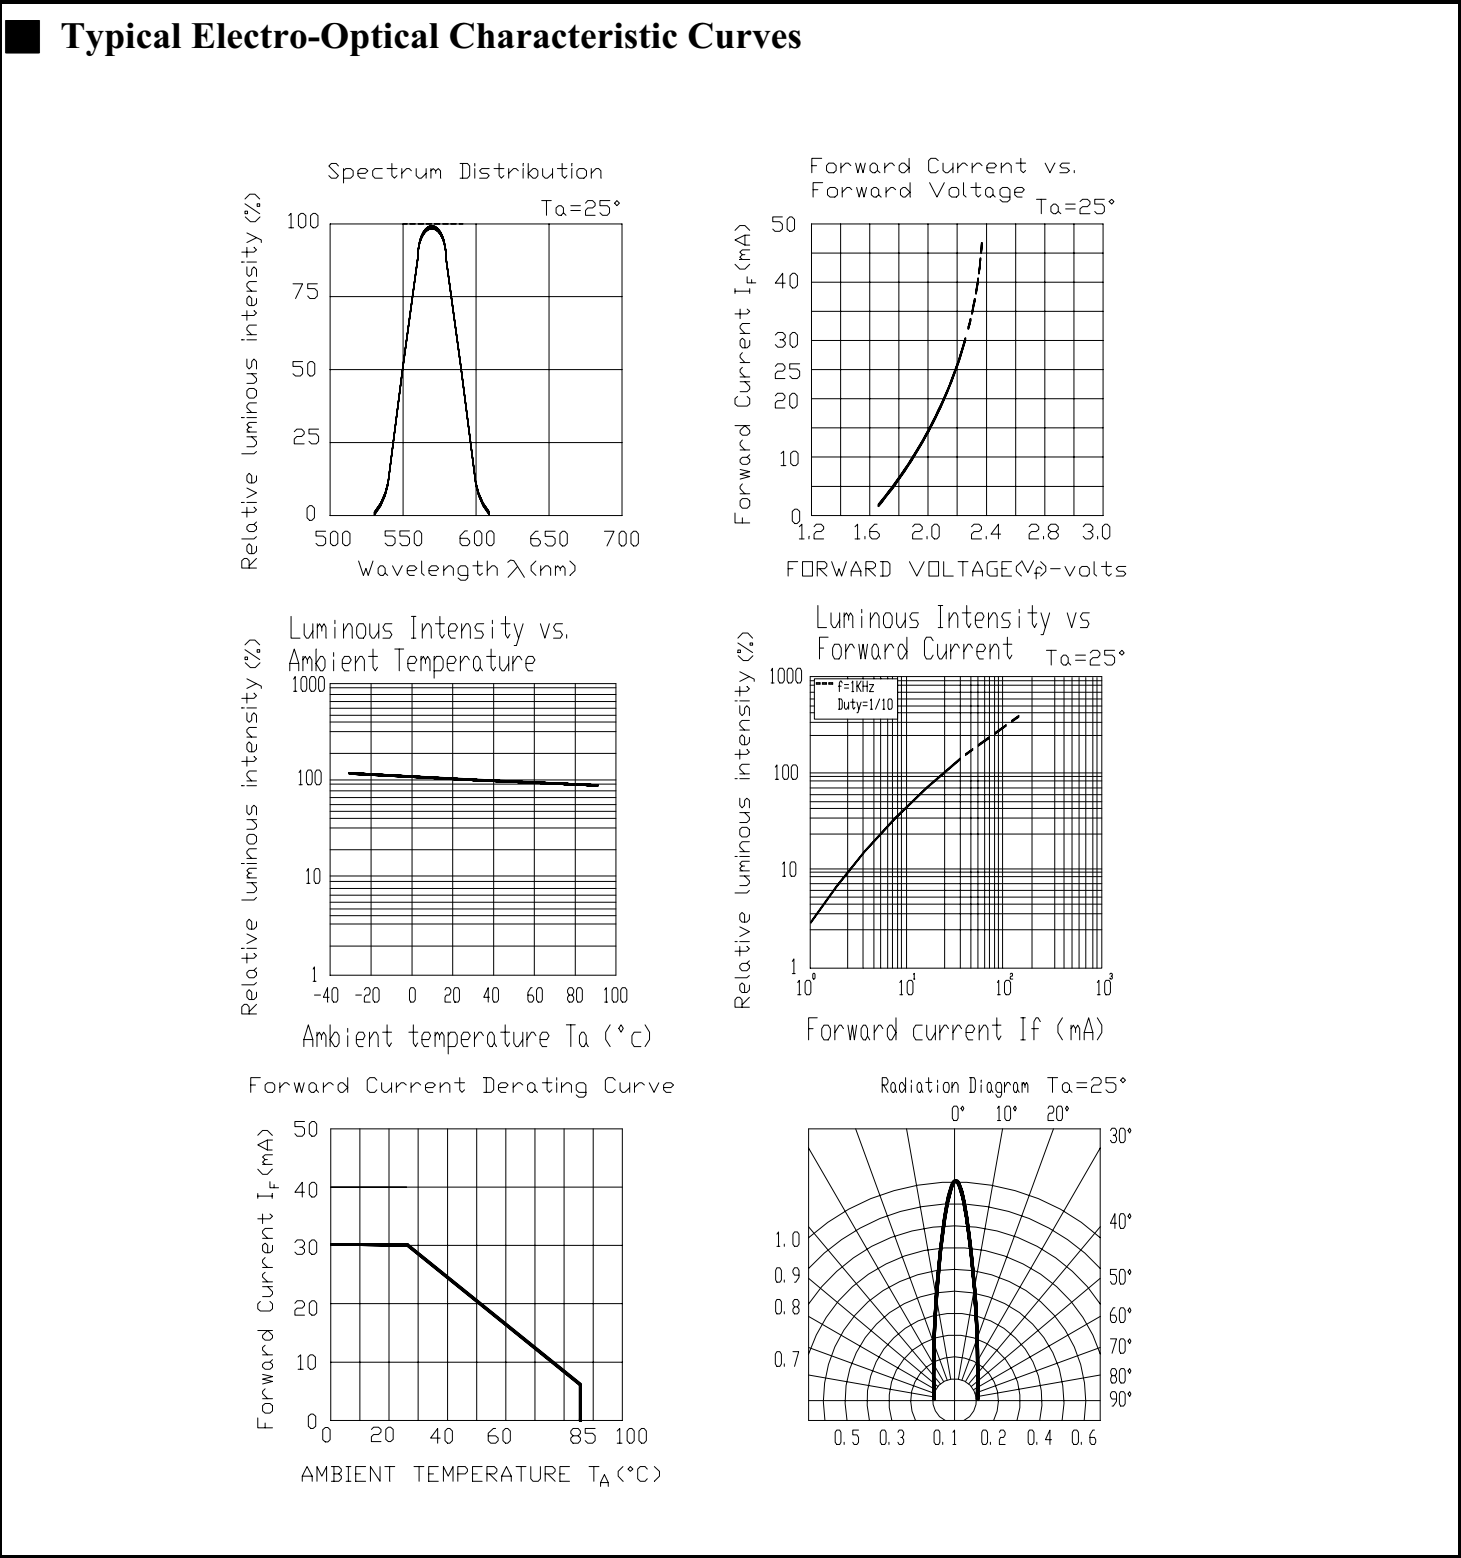 Typical Electro-Optical Characteristic Curves
Spectrum Distribution
Ta=25°
Relative luminous intensity (%)
100
75
50
25
0
500 550 600 650 700
Wavelength λ (nm)
Forward Current vs.
Forward Voltage
Ta=25°
Forward Current IF (mA)
50
40
30
25
20
10
0
1.2 1.6 2.0 2.4 2.8 3.0
FORWARD VOLTAGE(VF)-volts
Luminous Intensity vs.
Ambient Temperature
Relative luminous intensity (%)
1000
100
10
1
-40 -20 0 20 40 60 80 100
Ambient temperature Ta (°c)
Luminous Intensity vs
Forward Current
Ta=25°
Relative luminous intensity (%)
1000
f=1KHz
Duty=1/10
100
10
1
10⁰ 10¹ 10² 10³
Forward current If (mA)
Forward Current Derating Curve
Forward Current IF (mA)
50
40
30
20
10
0
0 20 40 60 85 100
AMBIENT TEMPERATURE TA (°C)
Radiation Diagram Ta=25°
0° 10° 20°
30°
40°
1.0
0.9
50°
0.8
60°
70°
0.7
80°
90°
0.5 0.3 0.1 0.2 0.4 0.6